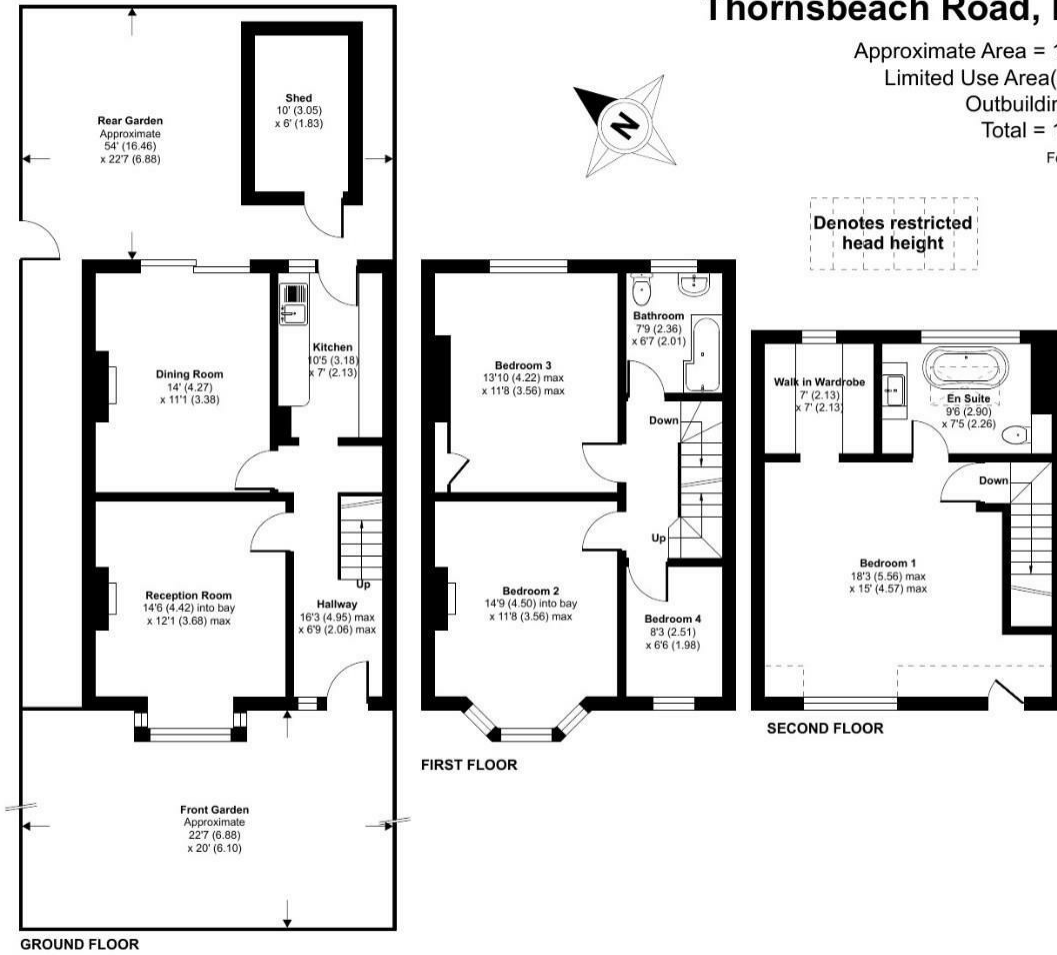 Thornsbeach Road,
Approximate Area = 1
Limited Use Area(
Outbuildin
Total = 1
N
Denotes restricted
head height
Shed
10' (3.05)
x 6' (1.83)
Rear Garden
Approximate
54' (16.46)
x 22'7 (6.88)
Kitchen
10'5 (3.18)
x 7' (2.13)
Dining Room
14' (4.27)
x 11'1 (3.38)
Reception Room
14'6 (4.42) into bay
x 12'1 (3.68) max
Up
Hallway
16'3 (4.95) max
x 6'9 (2.06) max
Front Garden
Approximate
22'7 (6.88)
x 20' (6.10)
GROUND FLOOR
Bathroom
7'9 (2.36)
x 6'7 (2.01)
Bedroom 3
13'10 (4.22) max
x 11'8 (3.56) max
Down
Up
Bedroom 2
14'9 (4.50) into bay
x 11'8 (3.56) max
Bedroom 4
8'3 (2.51)
x 6'6 (1.98)
FIRST FLOOR
Walk in Wardrobe
7' (2.13)
x 7' (2.13)
En Suite
9'6 (2.90)
x 7'5 (2.26)
Down
Bedroom 1
18'3 (5.56) max
x 15' (4.57) max
SECOND FLOOR